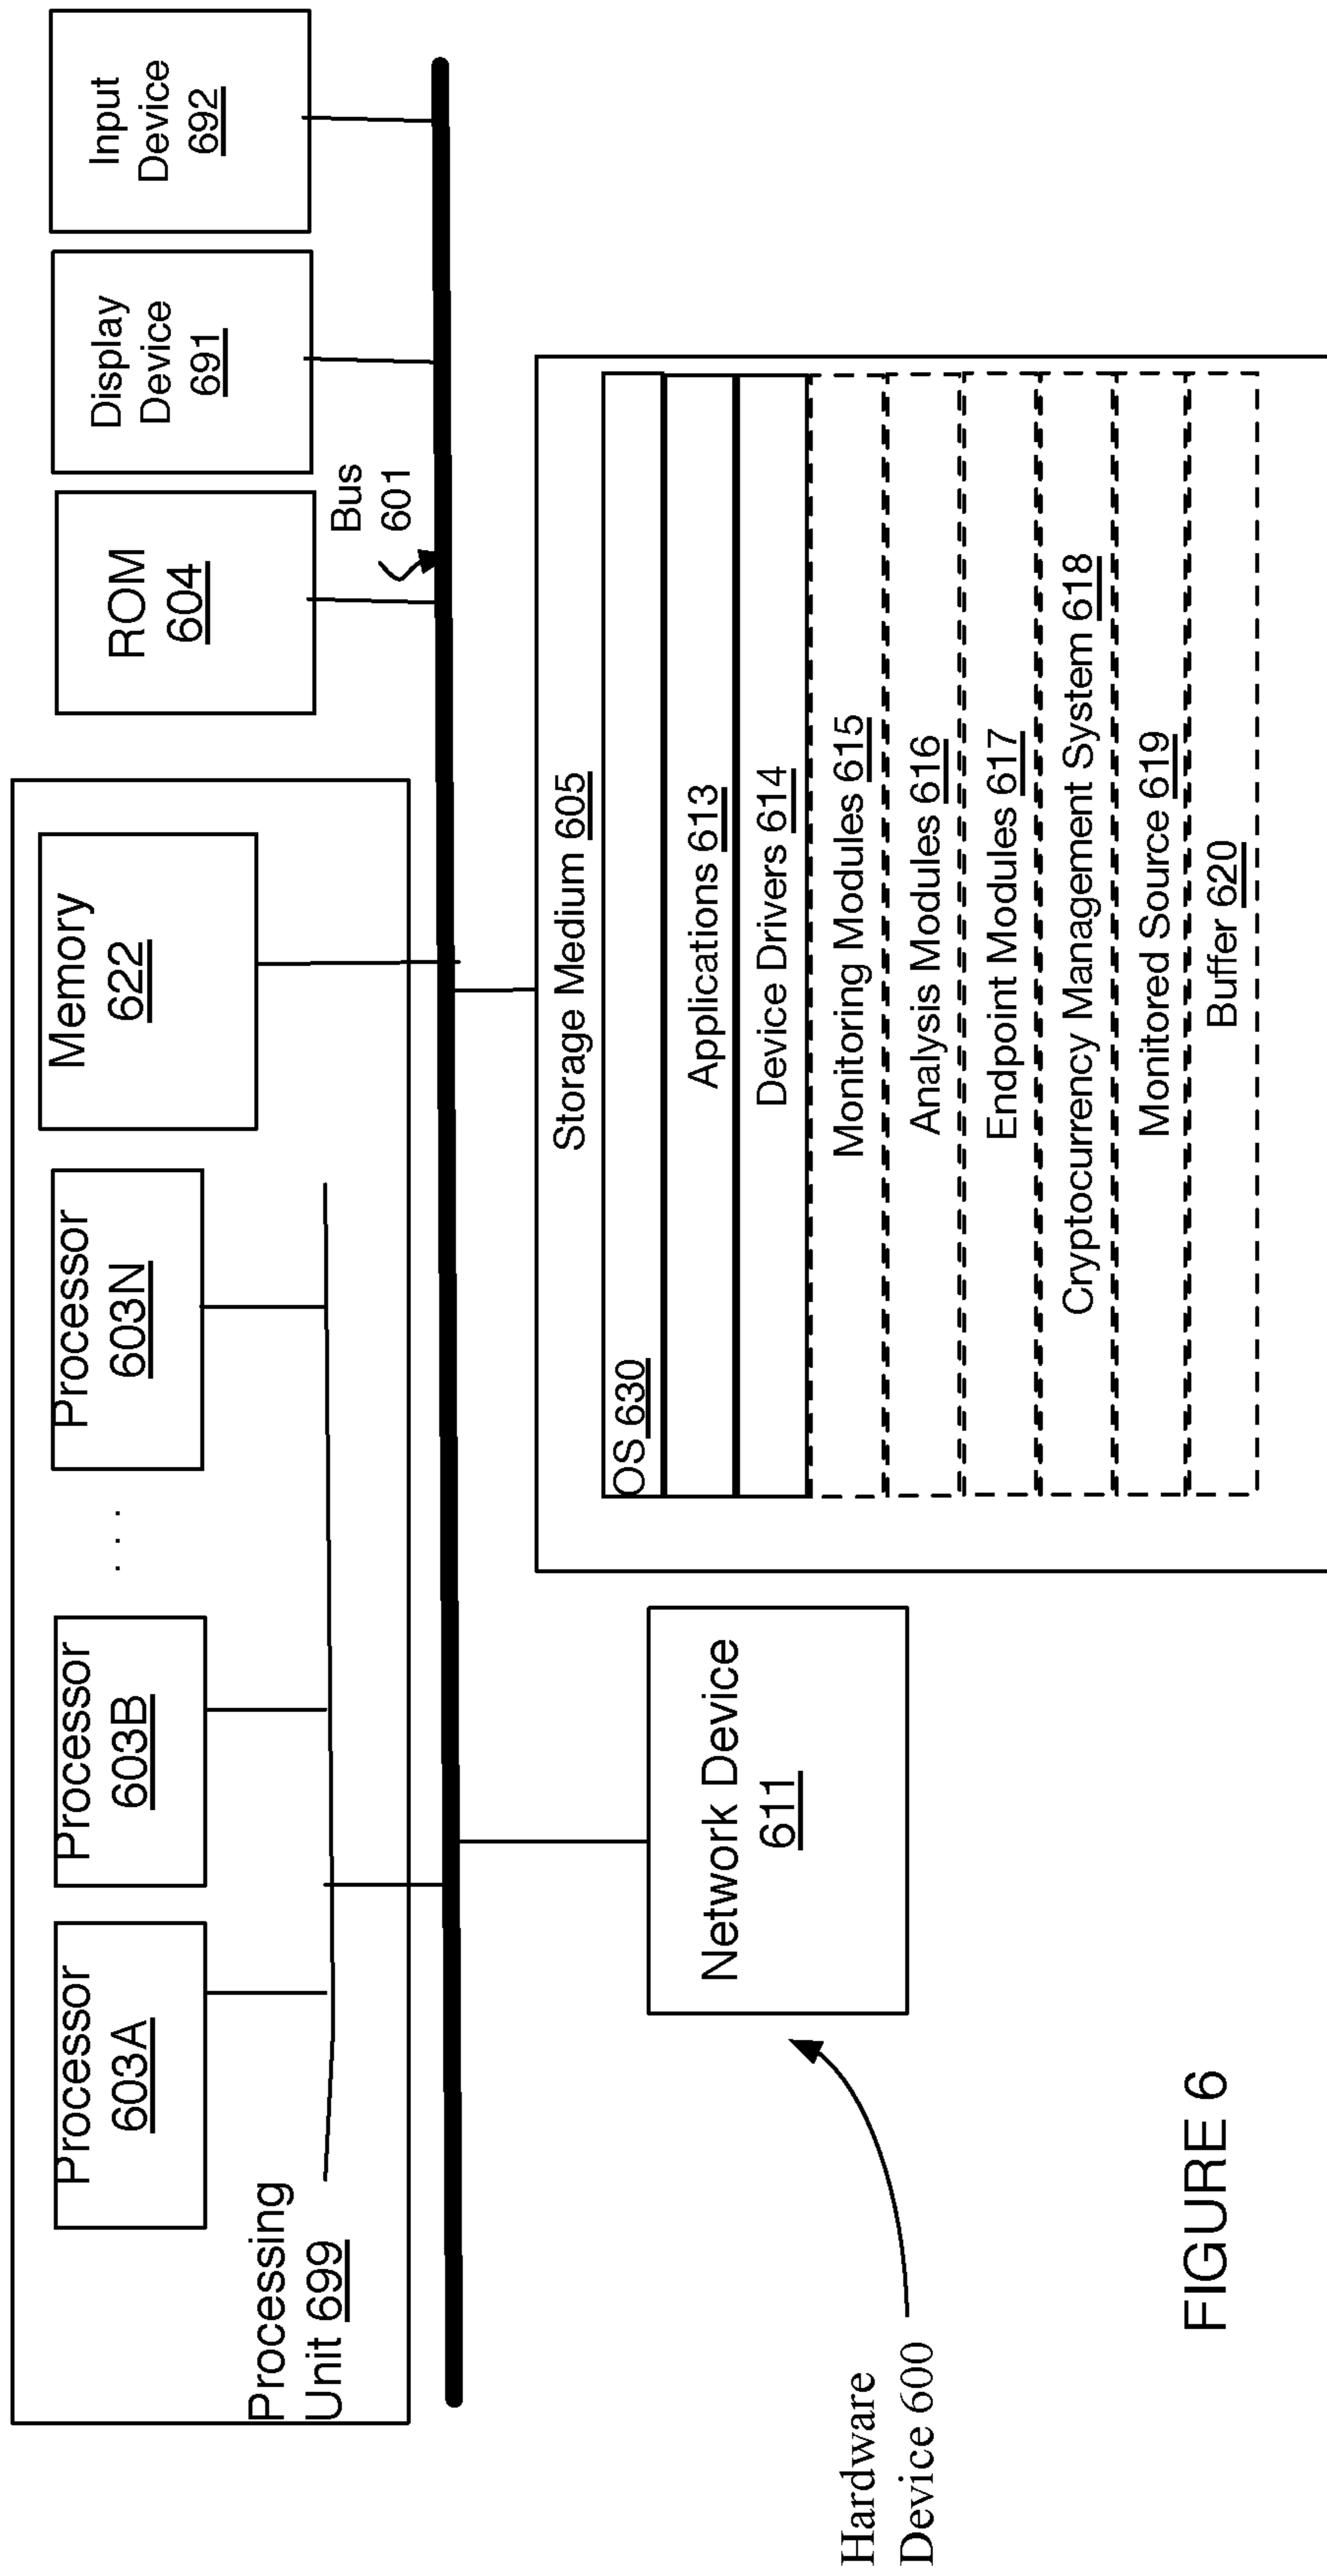 Processor
603A
Processor
603B
. . .
Processor
603N
Memory
622
Processing
Unit 699
ROM
604
Display
Device
691
Input
Device
692
Bus
601
Network Device
611
Hardware
Device 600
Storage Medium 605
OS 630
Applications 613
Device Drivers 614
Monitoring Modules 615
Analysis Modules 616
Endpoint Modules 617
Cryptocurrency Management System 618
Monitored Source 619
Buffer 620
FIGURE 6